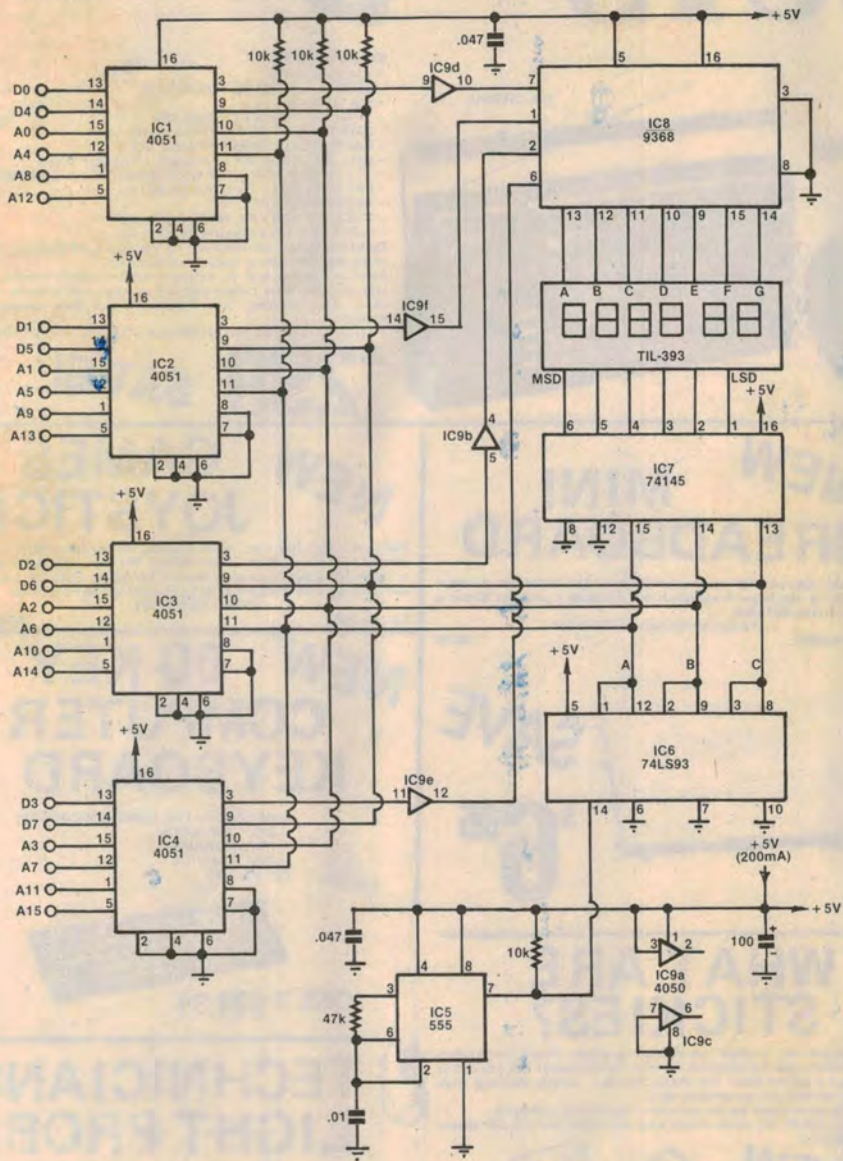 +5V
10k 10k 10k .047
16 5 16
D0 13 3 IC9d 9 10 7 3
D4 14 9 1
A0 15 IC1 10 2 IC8
A4 12 4051 11 6 9368
A8 1 8 8
A12 5 7
2 4 6 13 12 11 10 9 15 14
+5V
16
A B C D E F G
D1 13 3 14 IC9f 15
D5 9 TIL-393
A1 15 IC2 10 MSD LSD +5V
A5 4051 11 6 5 4 3 2 1 16
A9 1 8 4 IC7
A13 5 7 IC9b 5 74145
2 4 6 8 12 15 14 13
+5V
16
D2 13 3
D6 14 9
A2 15 IC3 10
A6 12 4051 11
A10 1 8 +5V A B C
A14 5 7 5 1 12 2 9 3 8
2 4 6
+5V IC6
16 74LS93
D3 13 3 11 IC9e 12 14 6 7 10
D7 14 9
A3 15 IC4 10 +5V
A7 12 4051 11 (200mA)
A11 1 8
A15 5 7 +5V
2 4 6
.047 4 8 10k 3 1 2 100 +
3 IC5 7 IC9a
47k 555 4050
6 7 6
2 1 8 IC9c
.01
NEW MINI
BREADBOARD
NEW
JOYSTICK
NEW
COMPUTER
KEYBOARD